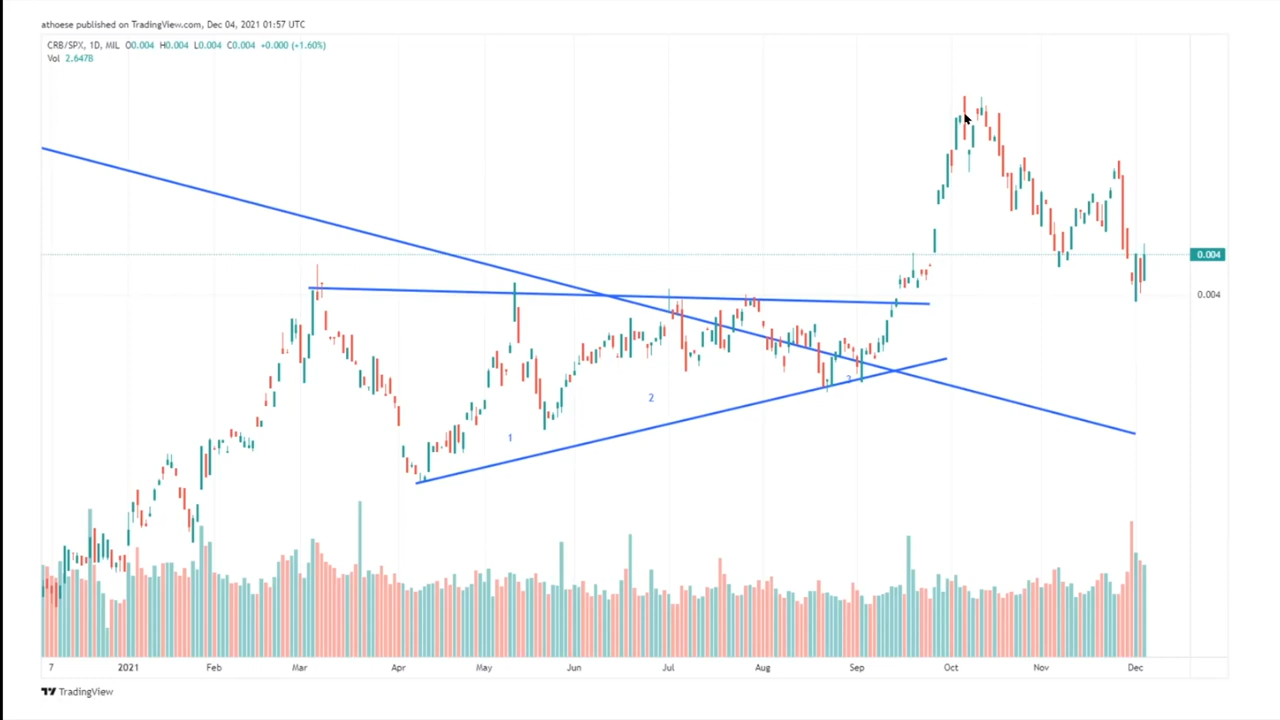 athoese published on TradingView.com, Dec 04, 2021 01:57 UTC
CRB/SPX, 1D, MIL O0.004 H0.004 L0.004 C0.004 +0.000 (+1.60%)
Vol 2.647B
0.004
0.004
3
2
1
7 2021 Feb Mar Apr May Jun Jul Aug Sep Oct Nov Dec
TradingView